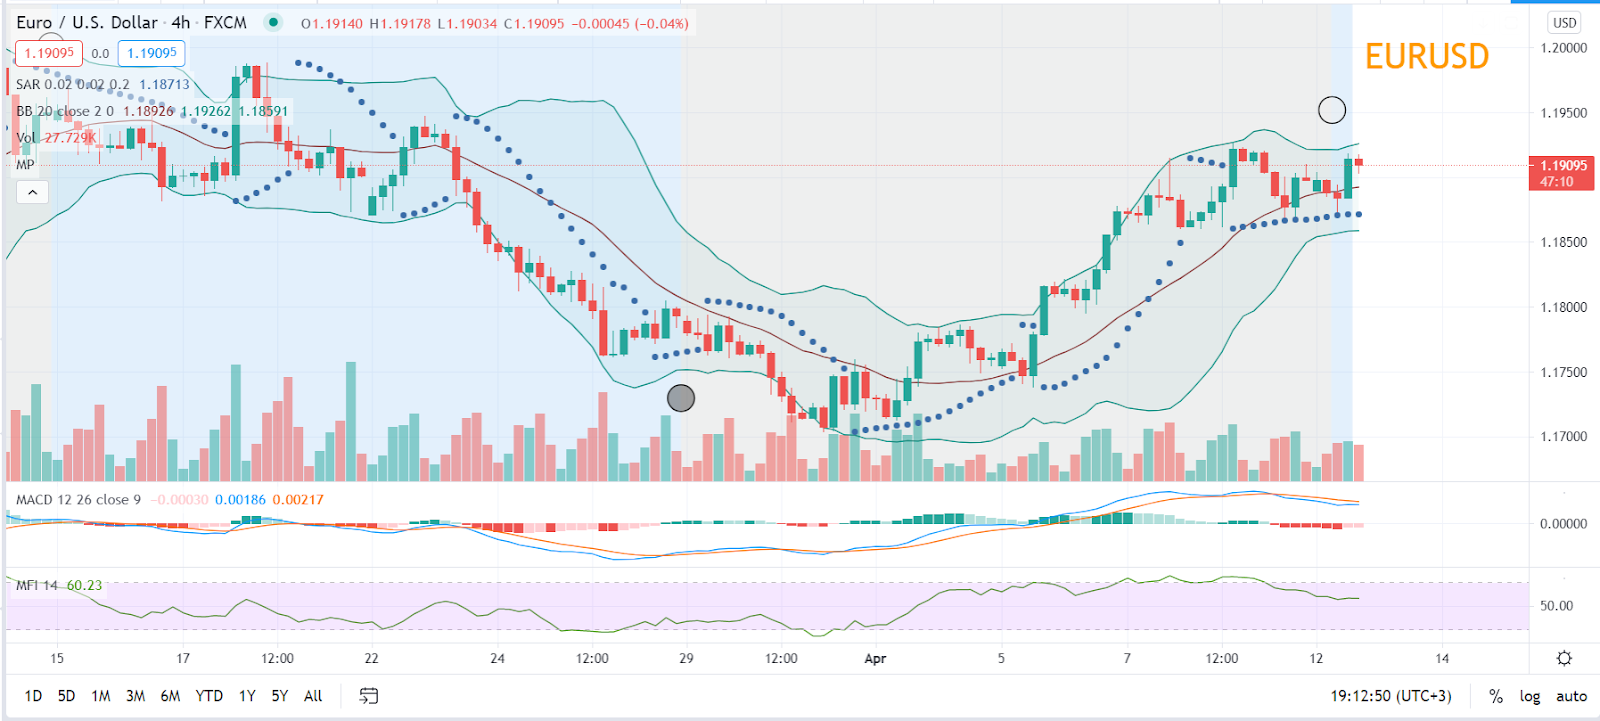 Euro / U.S. Dollar · 4h · FXCM O1.19140 H1.19178 L1.19034 C1.19095 −0.00045 (−0.04%)
1.19095 0.0 1.19095
SAR 0.02 0.02 0.2 1.18713
BB 20 close 2 0 1.18926 1.19262 1.18591
Vol 27.729K
MP
EURUSD
USD
1.20000
1.19500
1.19095
47:10
1.18500
1.18000
1.17500
1.17000
MACD 12 26 close 9 −0.00030 0.00186 0.00217
0.00000
MFI 14 60.23
50.00
15 17 12:00 22 24 12:00 29 12:00 Apr 5 7 12:00 12 14
1D 5D 1M 3M 6M YTD 1Y 5Y All 19:12:50 (UTC+3) % log auto